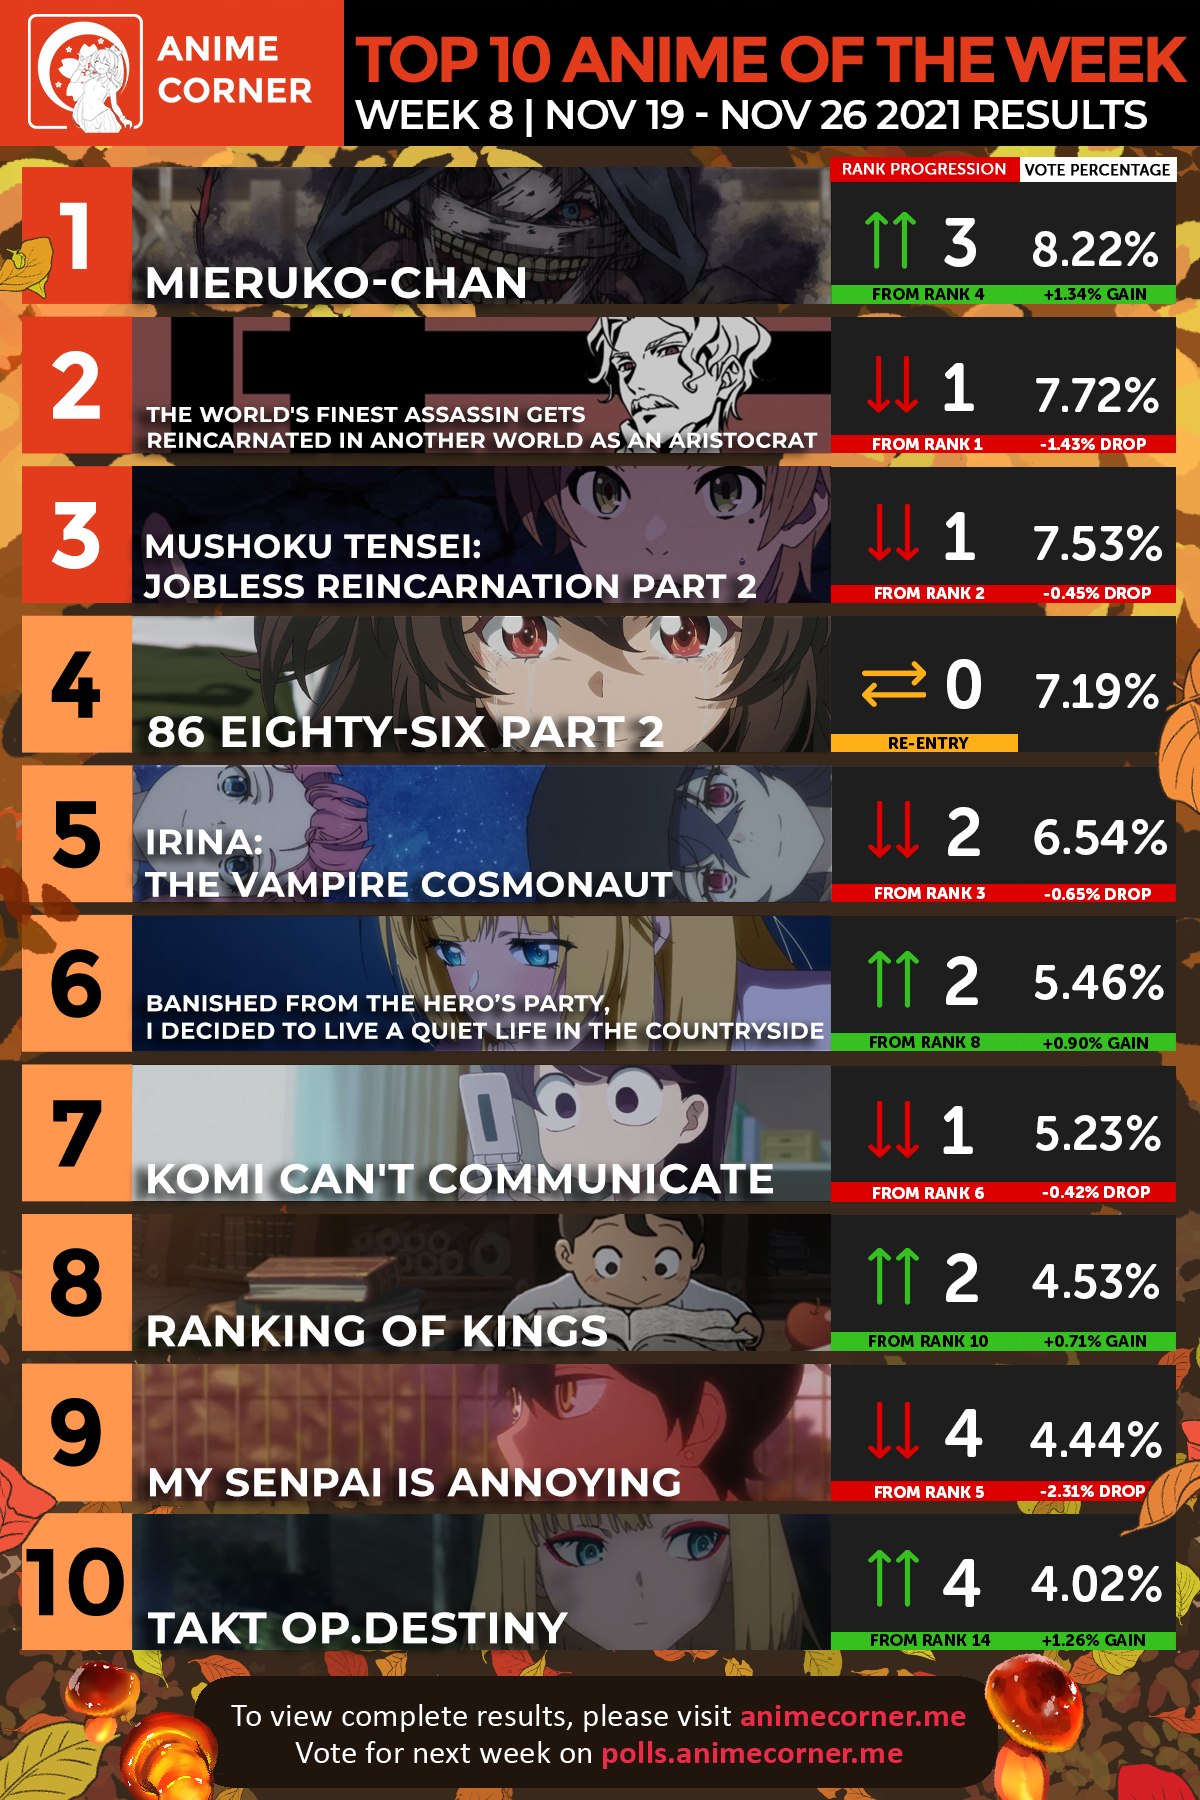 ANIME
CORNER
TOP 10 ANIME OF THE WEEK
WEEK 8 | NOV 19 - NOV 26 2021 RESULTS
RANK PROGRESSION VOTE PERCENTAGE
1
MIERUKO-CHAN
3 8.22%
FROM RANK 4 +1.34% GAIN
2
THE WORLD'S FINEST ASSASSIN GETS
REINCARNATED IN ANOTHER WORLD AS AN ARISTOCRAT
1 7.72%
FROM RANK 1 -1.43% DROP
3
MUSHOKU TENSEI:
JOBLESS REINCARNATION PART 2
1 7.53%
FROM RANK 2 -0.45% DROP
4
86 EIGHTY-SIX PART 2
0 7.19%
RE-ENTRY
5
IRINA:
THE VAMPIRE COSMONAUT
2 6.54%
FROM RANK 3 -0.65% DROP
6
BANISHED FROM THE HERO’S PARTY,
I DECIDED TO LIVE A QUIET LIFE IN THE COUNTRYSIDE
2 5.46%
FROM RANK 8 +0.90% GAIN
7
KOMI CAN'T COMMUNICATE
1 5.23%
FROM RANK 6 -0.42% DROP
8
RANKING OF KINGS
2 4.53%
FROM RANK 10 +0.71% GAIN
9
MY SENPAI IS ANNOYING
4 4.44%
FROM RANK 5 -2.31% DROP
10
TAKT OP.DESTINY
4 4.02%
FROM RANK 14 +1.26% GAIN
To view complete results, please visit animecorner.me
Vote for next week on polls.animecorner.me